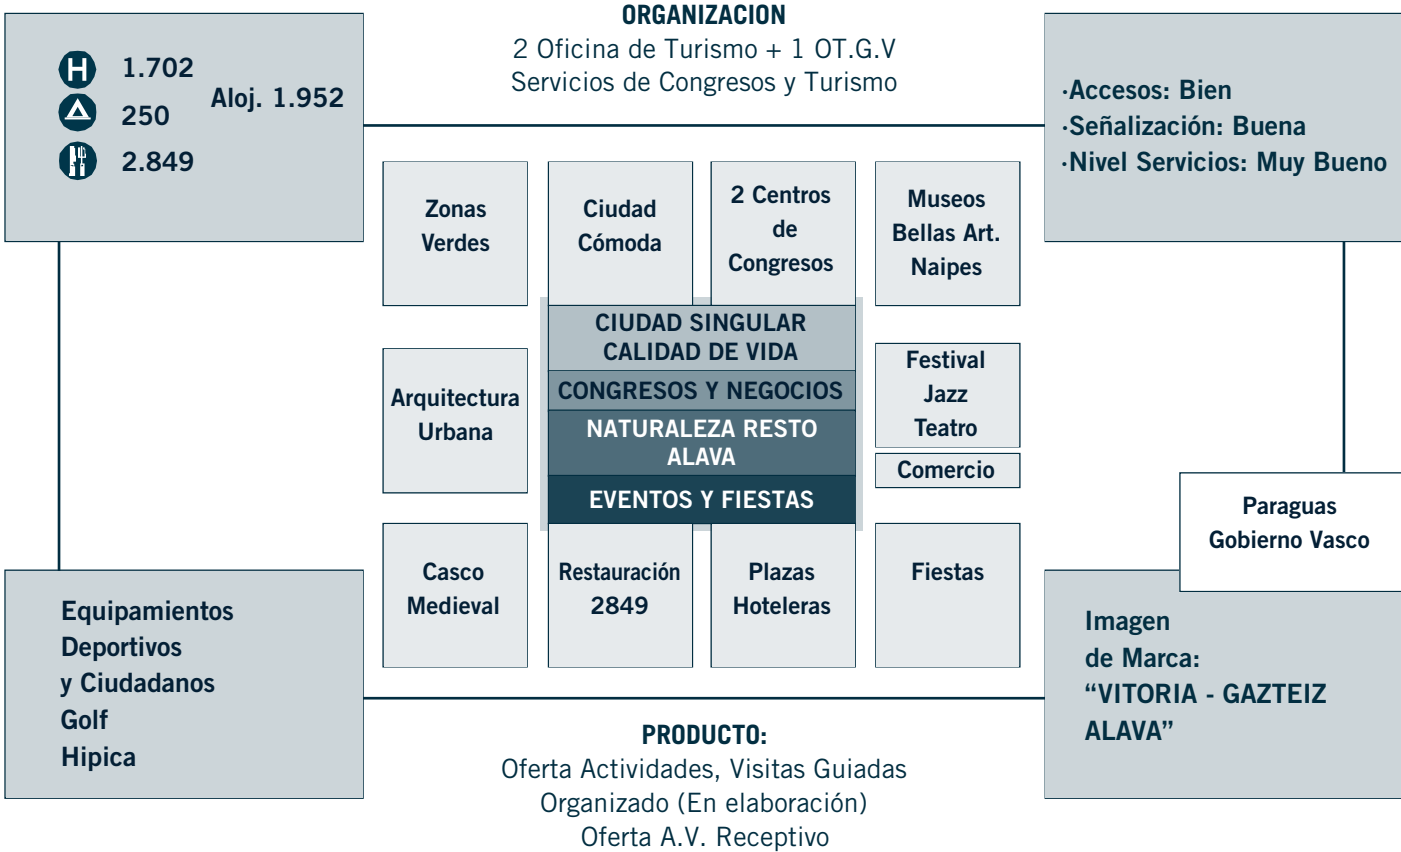 ORGANIZACION
2 Oficina de Turismo + 1 OT.G.V
Servicios de Congresos y Turismo
H 1.702
Aloj. 1.952
250
2.849
·Accesos: Bien
·Señalización: Buena
·Nivel Servicios: Muy Bueno
Zonas
Verdes
Ciudad
Cómoda
2 Centros
de
Congresos
Museos
Bellas Art.
Naipes
CIUDAD SINGULAR
CALIDAD DE VIDA
CONGRESOS Y NEGOCIOS
NATURALEZA RESTO
ALAVA
EVENTOS Y FIESTAS
Arquitectura
Urbana
Festival
Jazz
Teatro
Comercio
Casco
Medieval
Restauración
2849
Plazas
Hoteleras
Fiestas
Paraguas
Gobierno Vasco
Equipamientos
Deportivos
y Ciudadanos
Golf
Hipica
Imagen
de Marca:
“VITORIA - GAZTEIZ
ALAVA”
PRODUCTO:
Oferta Actividades, Visitas Guiadas
Organizado (En elaboración)
Oferta A.V. Receptivo